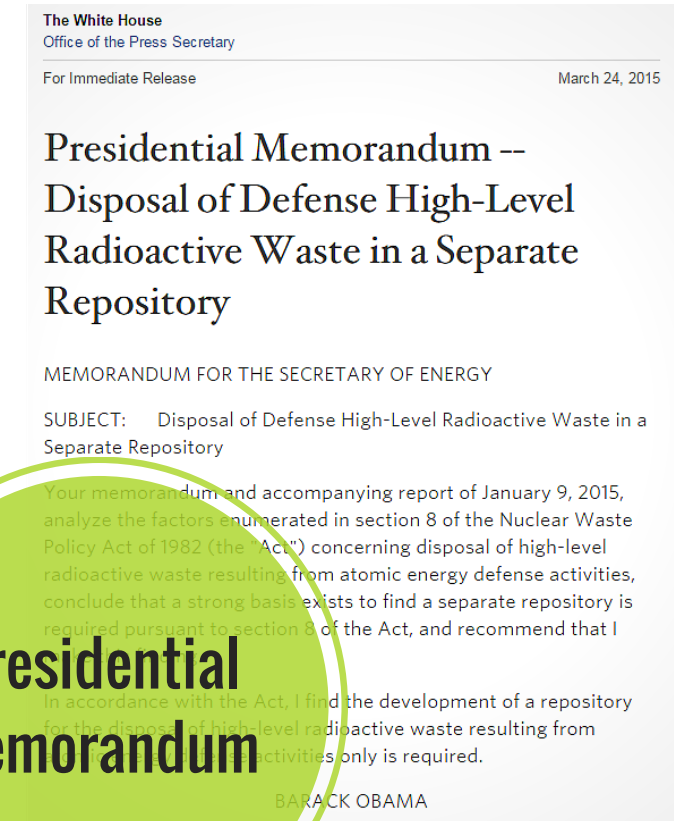 The White House
Office of the Press Secretary
For Immediate Release March 24, 2015
Presidential Memorandum --
Disposal of Defense High-Level
Radioactive Waste in a Separate
Repository
MEMORANDUM FOR THE SECRETARY OF ENERGY
SUBJECT: Disposal of Defense High-Level Radioactive Waste in a
Separate Repository
Your memorandum and accompanying report of January 9, 2015,
analyze the factors enumerated in section 8 of the Nuclear Waste
Policy Act of 1982 (the "Act") concerning disposal of high-level
radioactive waste resulting from atomic energy defense activities,
conclude that a strong basis exists to find a separate repository is
required pursuant to section 8 of the Act, and recommend that I
residential
In accordance with the Act, I find the development of a repository
for the disposal of high-level radioactive waste resulting from
emorandum
atomic energy defense activities only is required.
BARACK OBAMA